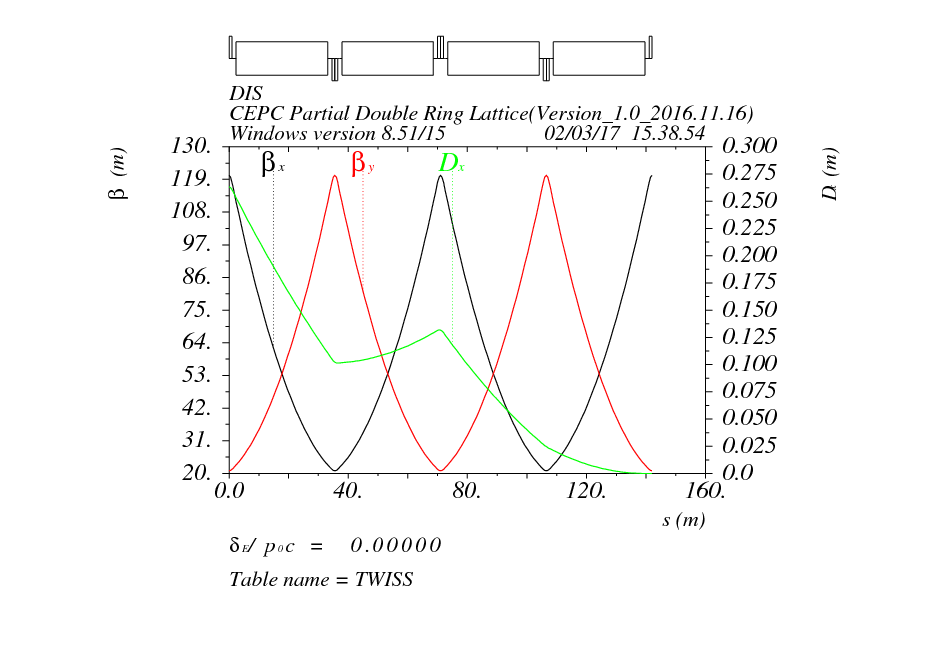 DIS
CEPC Partial Double Ring Lattice(Version_1.0_2016.11.16)
Windows version 8.51/15 02/03/17 15.38.54
β (m)
130.
119.
108.
97.
86.
75.
64.
53.
42.
31.
20.
βx βy Dx
0.300
0.275
0.250
0.225
0.200
0.175
0.150
0.125
0.100
0.075
0.050
0.025
0.0
Dx (m)
0.0 40. 80. 120. 160.
s (m)
δE/ p0c = 0.00000
Table name = TWISS